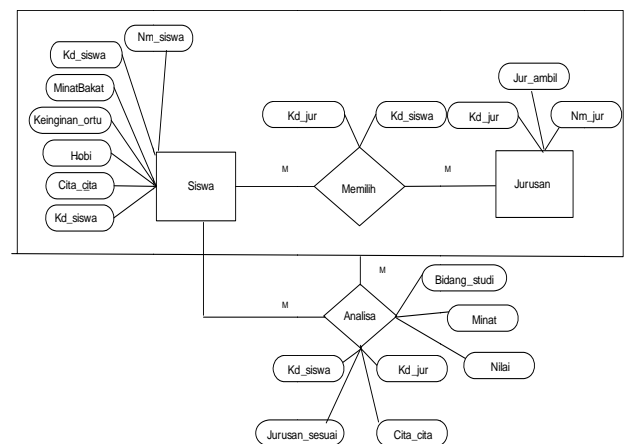 Nm_siswa
Kd_siswa
MinatBakat
Keinginan_ortu
Hobi
Cita_cita
Kd_siswa
Siswa
M
Kd_jur
Kd_siswa
Memilih
M
Jur_ambil
Kd_jur
Nm_jur
Jurusan
M
M
Analisa
Bidang_studi
Minat
Nilai
Kd_siswa
Kd_jur
Jurusan_sesuai
Cita_cita